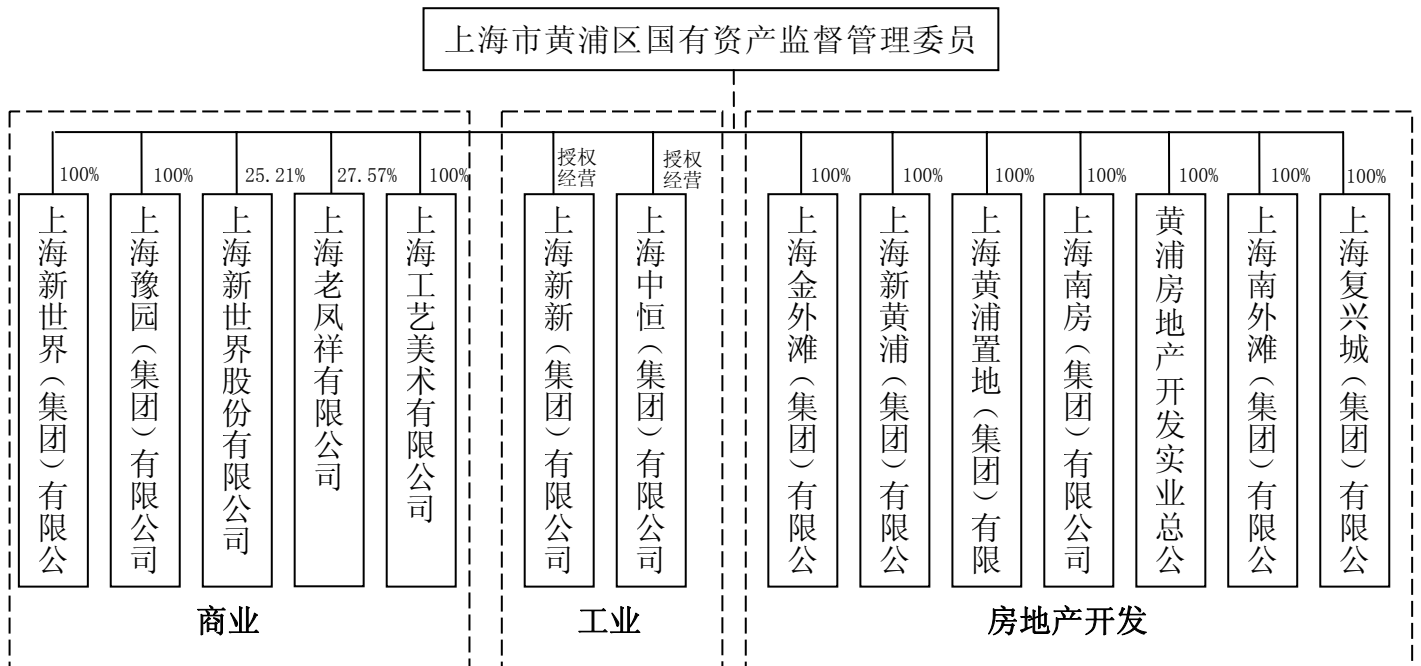 上海市黄浦区国有资产监督管理委员
100%
100%
25.21%
27.57%
100%
授权
经营
授权
经营
100%
100%
100%
100%
100%
100%
100%
上海新世界（集团）有限公
上海豫园（集团）有限公司
上海新世界股份有限公司
上海老凤祥有限公司
上海工艺美术有限公司
上海新新（集团）有限公司
上海中恒（集团）有限公司
上海金外滩（集团）有限公
上海新黄浦（集团）有限公
上海黄浦置地（集团）有限
上海南房（集团）有限公司
黄浦房地产开发实业总公
上海南外滩（集团）有限公
上海复兴城（集团）有限公
商业
工业
房地产开发